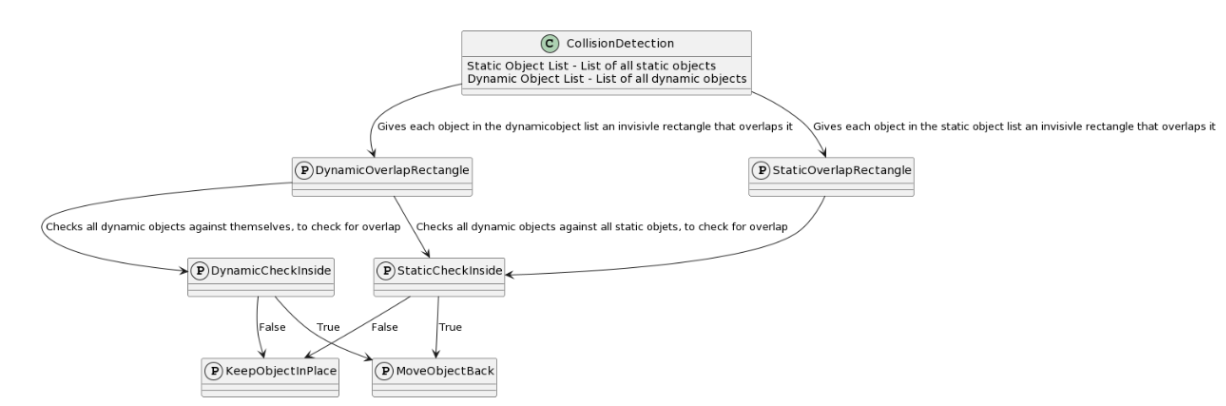 C CollisionDetection
Static Object List - List of all static objects
Dynamic Object List - List of all dynamic objects
Gives each object in the dynamicobject list an invisivle rectangle that overlaps it
Gives each object in the static object list an invisivle rectangle that overlaps it
P DynamicOverlapRectangle
P StaticOverlapRectangle
Checks all dynamic objects against themselves, to check for overlap
Checks all dynamic objects against all static objets, to check for overlap
P DynamicCheckInside
P StaticCheckInside
False
True
False
True
P KeepObjectInPlace
P MoveObjectBack